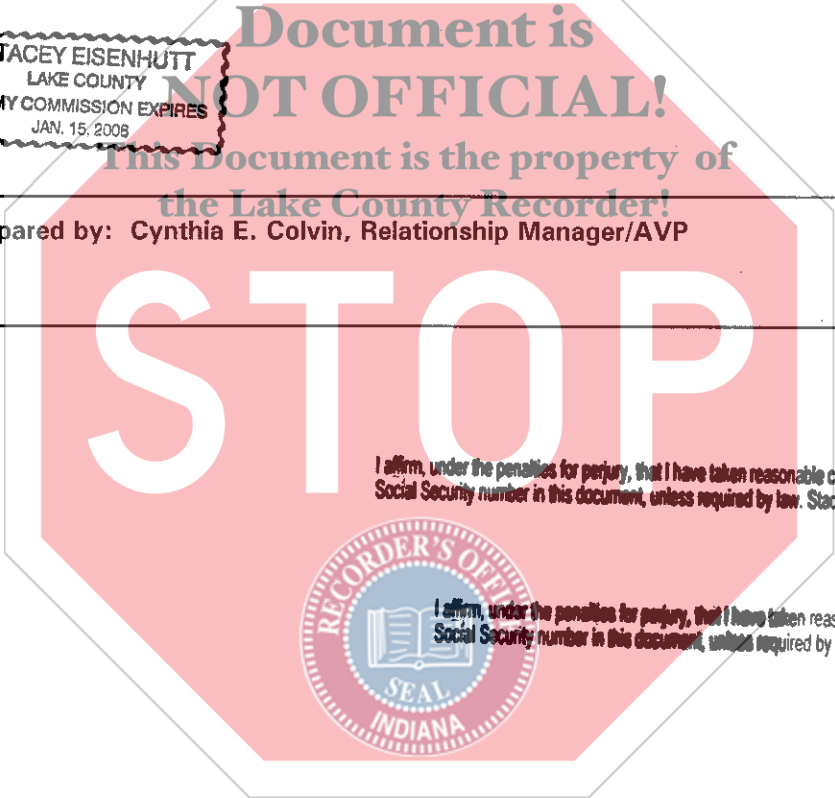 Document is
NOT OFFICIAL!
This Document is the property of
the Lake County Recorder!
TACEY EISENHUTT
LAKE COUNTY
MY COMMISSION EXPIRES
JAN. 15, 2008
pared by: Cynthia E. Colvin, Relationship Manager/AVP
STOP
I affirm, under the penalties for perjury, that I have taken reasonable c
Social Security number in this document, unless required by law. Stac
I affirm, under the penalties for perjury, that I have taken reas
Social Security number in this document, unless required by
RECORDER'S OFFICE
SEAL
INDIANA